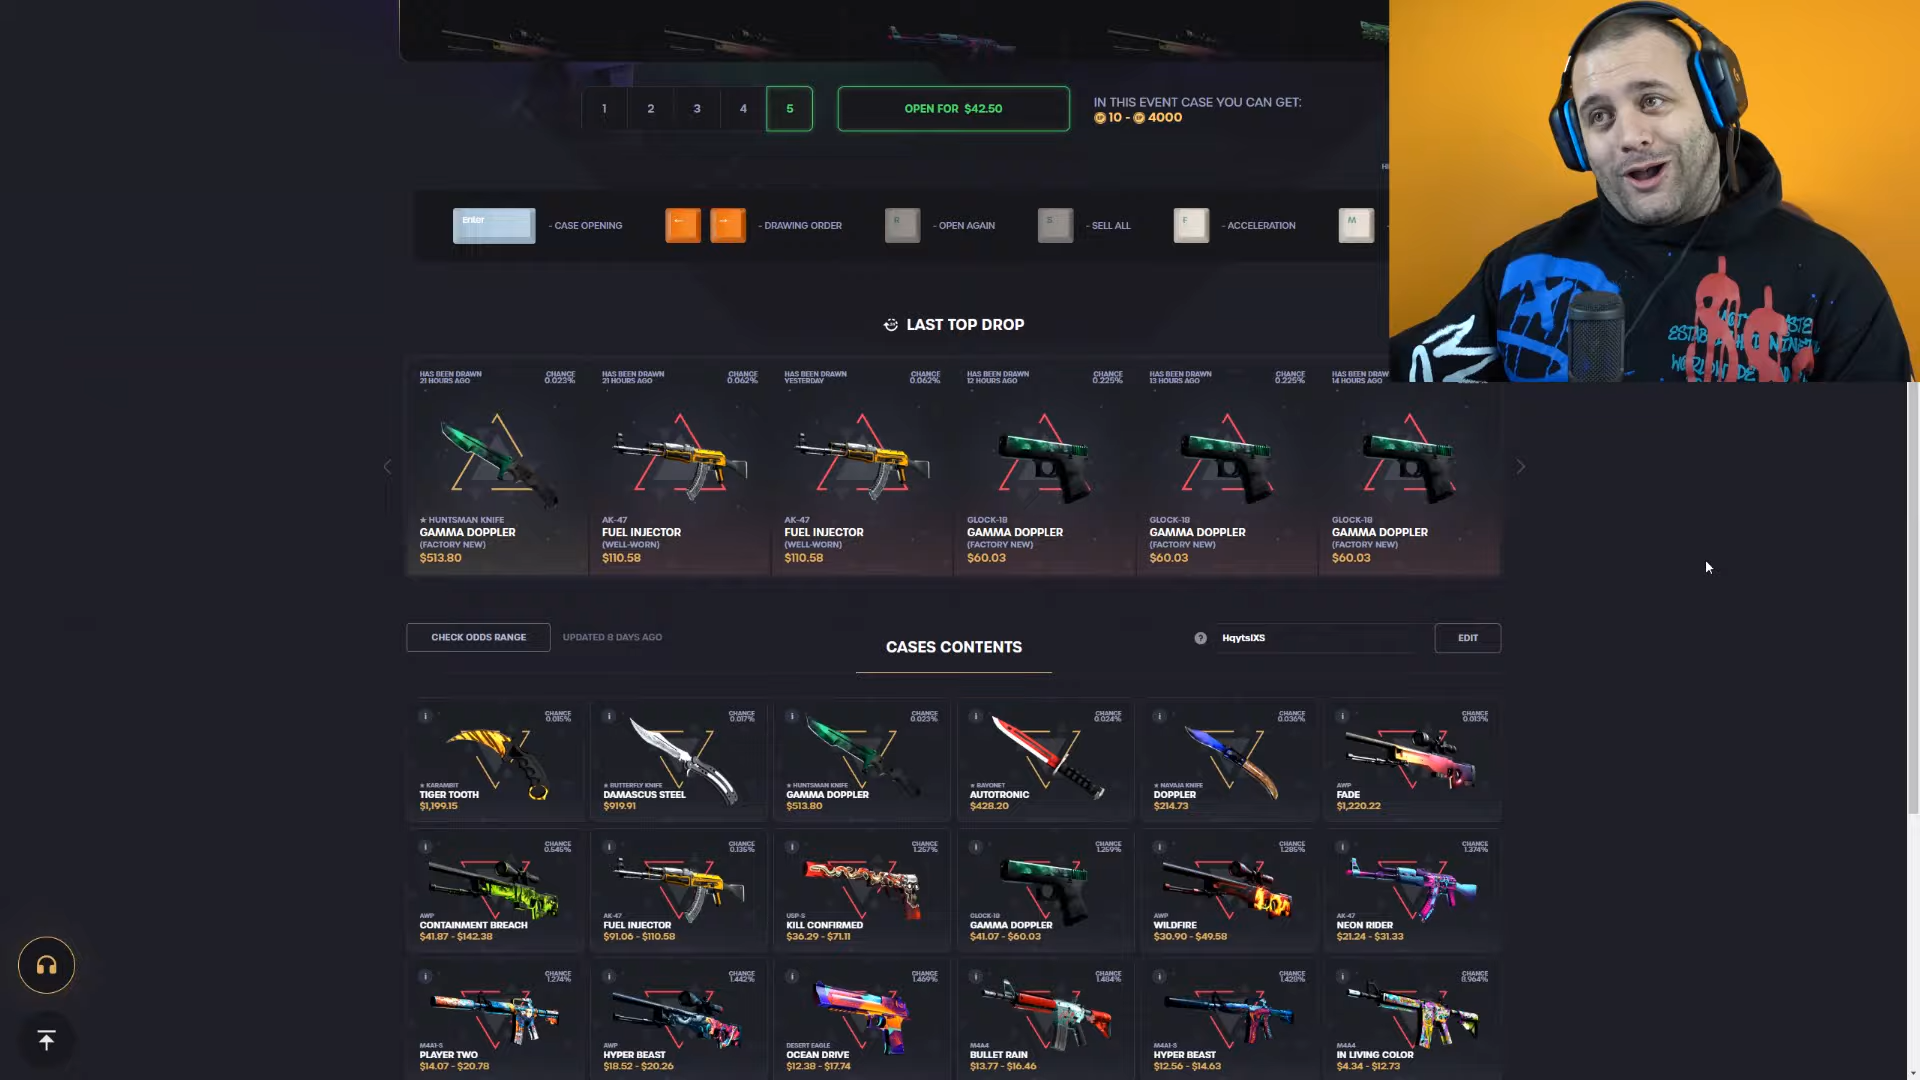 1 2 3 4 5 OPEN FOR $42.50
IN THIS EVENT CASE YOU CAN GET:
10 - 4000
Enter - CASE OPENING - DRAWING ORDER R - OPEN AGAIN S - SELL ALL F - ACCELERATION M -
LAST TOP DROP
HAS BEEN DRAWN
21 HOURS AGO
CHANCE
0.023%
★ HUNTSMAN KNIFE
GAMMA DOPPLER
(FACTORY NEW)
$513.80
HAS BEEN DRAWN
21 HOURS AGO
CHANCE
0.062%
AK-47
FUEL INJECTOR
(WELL-WORN)
$110.58
HAS BEEN DRAWN
YESTERDAY
CHANCE
0.062%
AK-47
FUEL INJECTOR
(WELL-WORN)
$110.58
HAS BEEN DRAWN
12 HOURS AGO
CHANCE
0.225%
GLOCK-18
GAMMA DOPPLER
(FACTORY NEW)
$60.03
HAS BEEN DRAWN
13 HOURS AGO
CHANCE
0.225%
GLOCK-18
GAMMA DOPPLER
(FACTORY NEW)
$60.03
HAS BEEN DRAWN
14 HOURS AGO
GLOCK-18
GAMMA DOPPLER
(FACTORY NEW)
$60.03
CHECK ODDS RANGE UPDATED 8 DAYS AGO
CASES CONTENTS
HqytslXS EDIT
CHANCE
0.015%
★ KARAMBIT
TIGER TOOTH
$1,199.15
CHANCE
0.017%
★ BUTTERFLY KNIFE
DAMASCUS STEEL
$919.91
CHANCE
0.023%
★ HUNTSMAN KNIFE
GAMMA DOPPLER
$513.80
CHANCE
0.024%
★ BAYONET
AUTOTRONIC
$428.20
CHANCE
0.036%
★ NAVAJA KNIFE
DOPPLER
$214.73
CHANCE
0.013%
AWP
FADE
$1,220.22
CHANCE
0.545%
AWP
CONTAINMENT BREACH
$41.87 - $142.38
CHANCE
0.135%
AK-47
FUEL INJECTOR
$91.06 - $110.58
CHANCE
1.257%
USP-S
KILL CONFIRMED
$36.29 - $71.11
CHANCE
1.259%
GLOCK-18
GAMMA DOPPLER
$41.07 - $60.03
CHANCE
1.285%
AWP
WILDFIRE
$30.90 - $49.58
CHANCE
1.374%
AK-47
NEON RIDER
$21.24 - $31.33
CHANCE
1.274%
M4A1-S
PLAYER TWO
$14.07 - $20.78
CHANCE
1.442%
AWP
HYPER BEAST
$18.52 - $20.26
CHANCE
1.469%
DESERT EAGLE
OCEAN DRIVE
$12.38 - $17.74
CHANCE
1.484%
M4A4
BULLET RAIN
$13.77 - $16.46
CHANCE
1.428%
M4A1-S
HYPER BEAST
$12.56 - $14.63
CHANCE
8.964%
M4A4
IN LIVING COLOR
$4.34 - $12.73